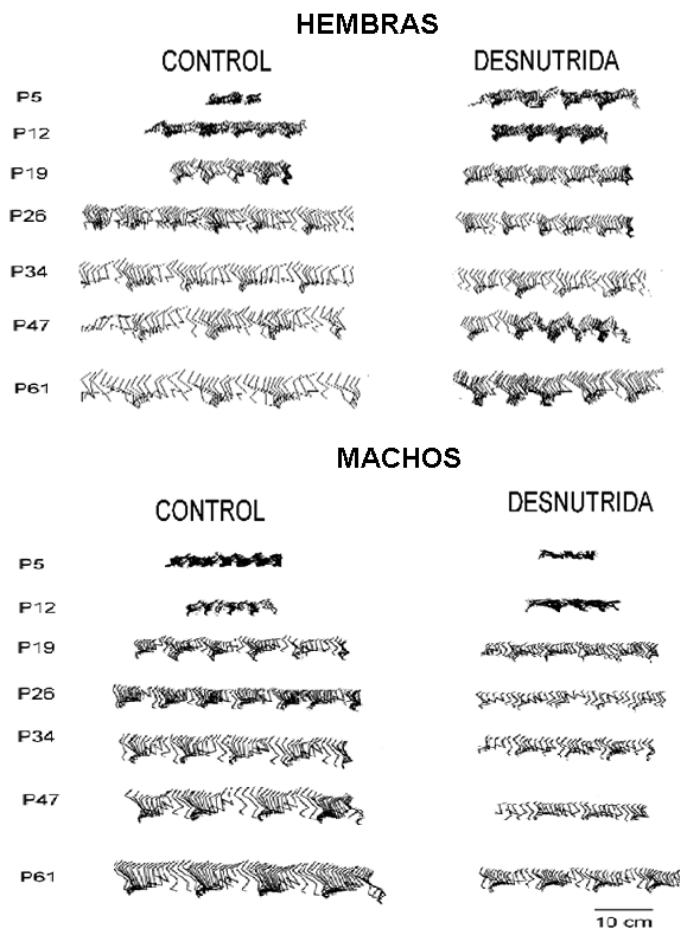 HEMBRAS
CONTROL DESNUTRIDA
P5
P12
P19
P26
P34
P47
P61
MACHOS
CONTROL DESNUTRIDA
P5
P12
P19
P26
P34
P47
P61
10 cm